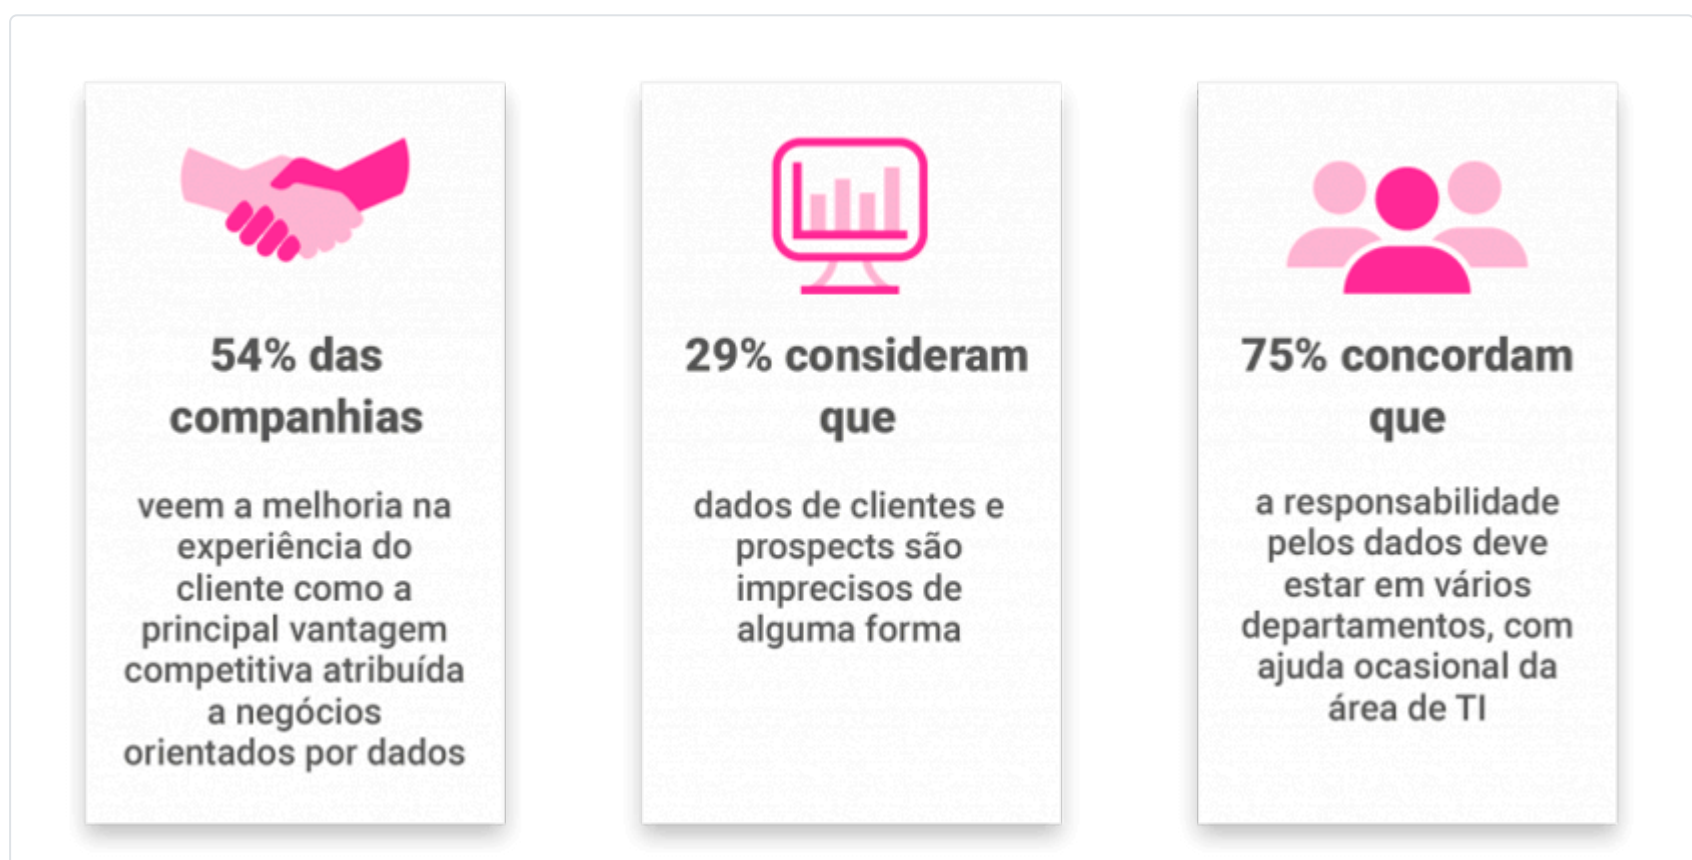 54% das
companhias
veem a melhoria na
experiência do
cliente como a
principal vantagem
competitiva atribuída
a negócios
orientados por dados
29% consideram
que
dados de clientes e
prospects são
imprecisos de
alguma forma
75% concordam
que
a responsabilidade
pelos dados deve
estar em vários
departamentos, com
ajuda ocasional da
área de TI